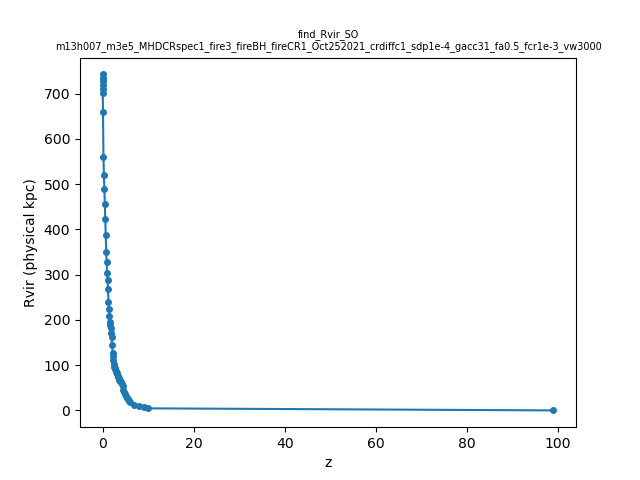 find_Rvir_SO
m13h007_m3e5_MHDCRspec1_fire3_fireBH_fireCR1_Oct252021_crdiffc1_sdp1e-4_gacc31_fa0.5_fcr1e-3_vw3000
Rvir (physical kpc)
700
600
500
400
300
200
100
0
0 20 40 60 80 100
z